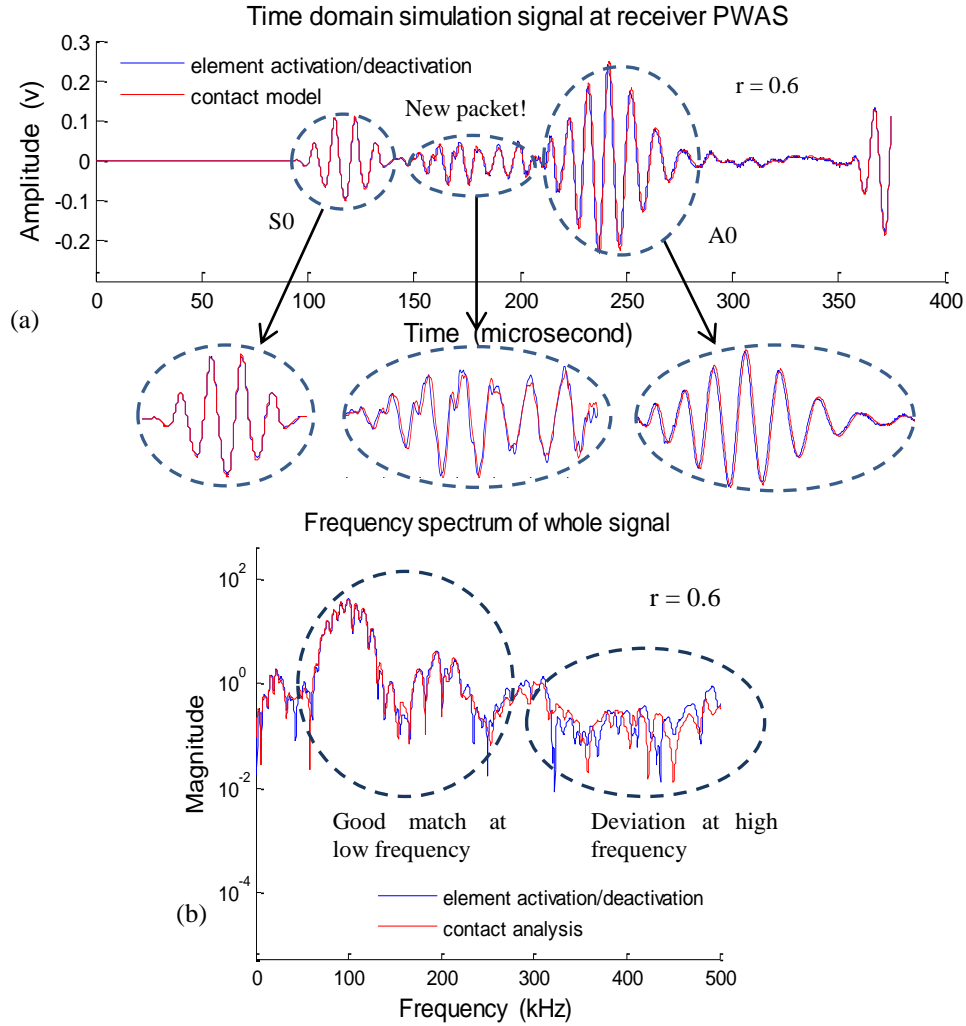 Time domain simulation signal at receiver PWAS
0.3
element activation/deactivation
0.2
contact model
New packet!
r = 0.6
0.1
0
-0.1
-0.2
Amplitude (v)
S0
A0
0
50
100
150
200
250
300
350
400
(a)
Time (microsecond)
Frequency spectrum of whole signal
10^2
r = 0.6
10^0
Magnitude
10^-2
Good match at
low frequency
Deviation at high
frequency
10^-4
element activation/deactivation
(b)
contact analysis
0
100
200
300
400
500
Frequency (kHz)